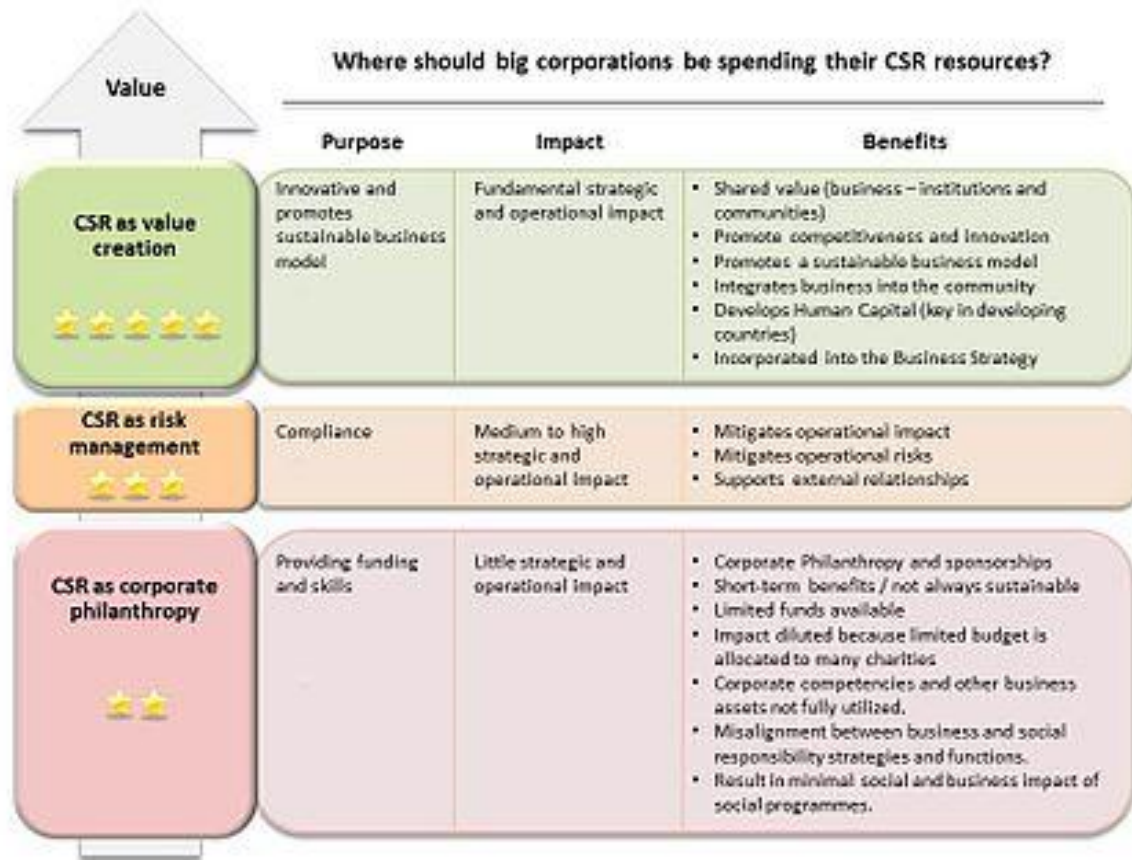 Value
Where should big corporations be spending their CSR resources?
Purpose
Impact
Benefits
CSR as value
creation
Innovative and
promotes
sustainable business
model
Fundamental strategic
and operational impact
• Shared value (business – institutions and
communities)
• Promote competitiveness and innovation
• Promotes a sustainable business model
• Integrates business into the community
• Develops Human Capital (key in developing
countries)
• Incorporated into the Business Strategy
CSR as risk
management
Compliance
Medium to high
strategic and
operational impact
• Mitigates operational impact
• Mitigates operational risks
• Supports external relationships
CSR as corporate
philanthropy
Providing funding
and skills
Little strategic and
operational impact
• Corporate Philanthropy and sponsorships
• Short-term benefits / not always sustainable
• Limited funds available
• Impact diluted because limited budget is
allocated to many charities
• Corporate competencies and other business
assets not fully utilized.
• Misalignment between business and social
responsibility strategies and functions.
• Result in minimal social and business impact of
social programmes.